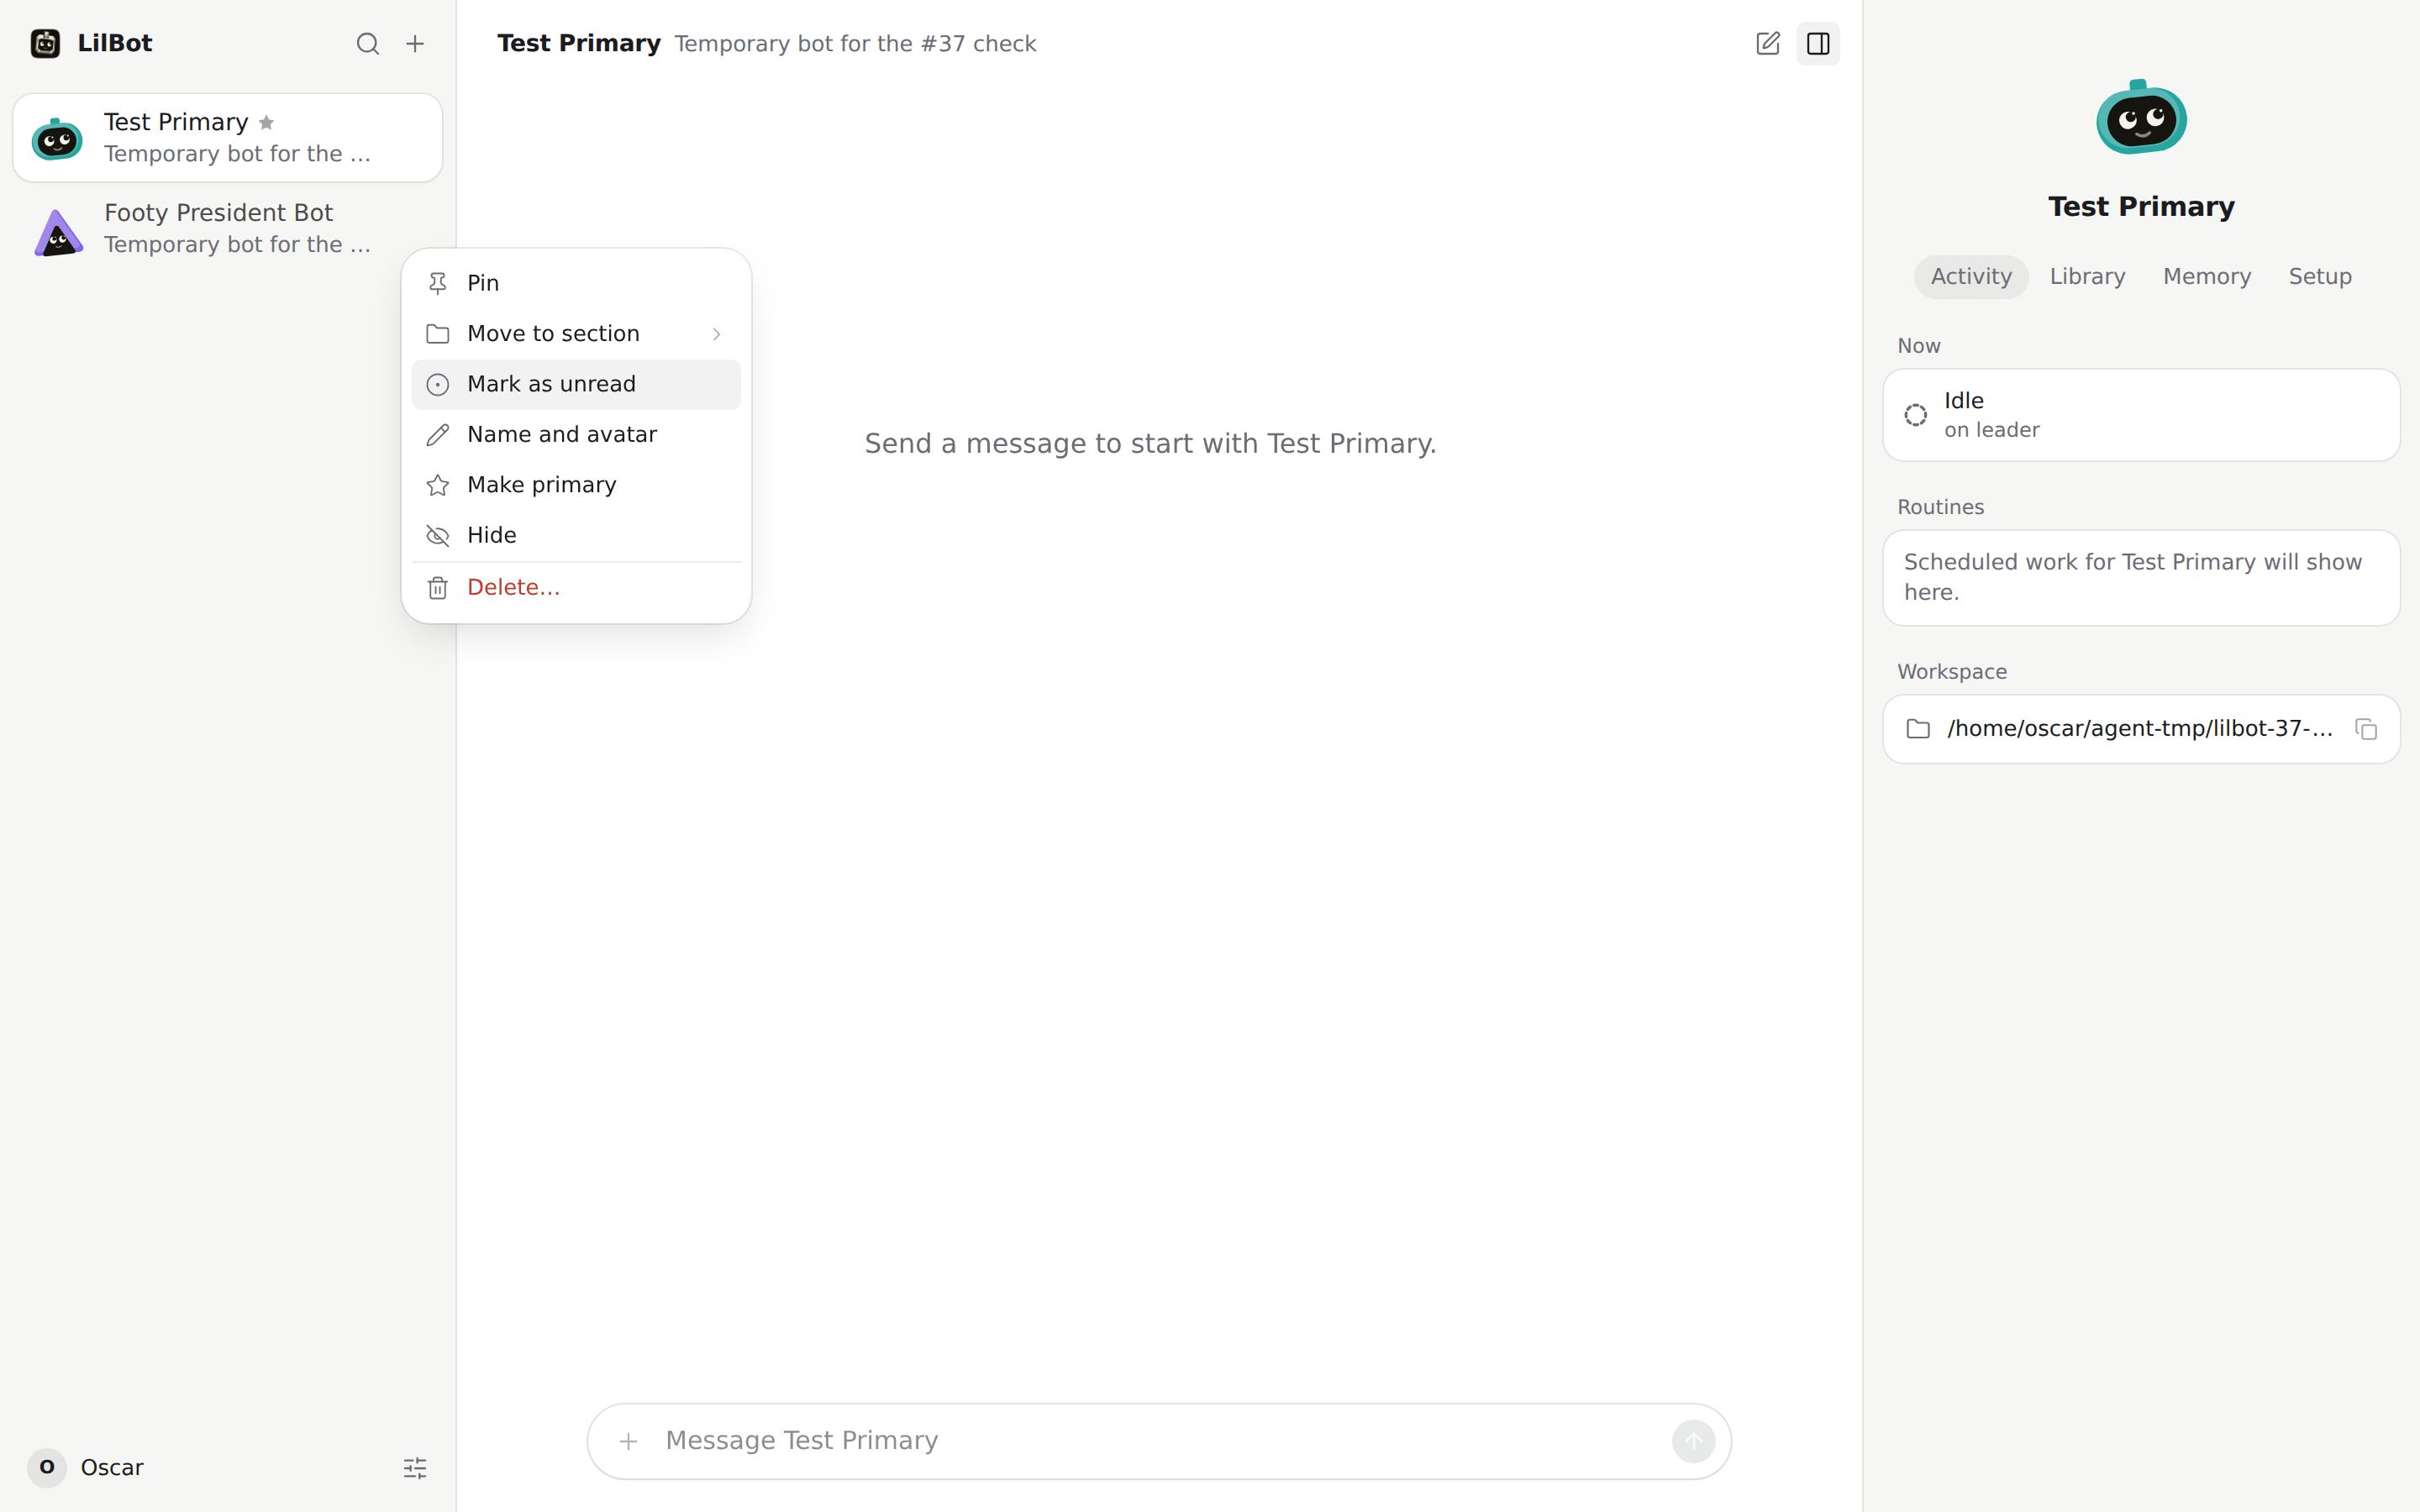 LilBot
Test Primary
Temporary bot for the …
Footy President Bot
Temporary bot for the …
Pin
Move to section
Mark as unread
Name and avatar
Make primary
Hide
Delete…
O
Oscar
Test Primary Temporary bot for the #37 check
Send a message to start with Test Primary.
Message Test Primary
Test Primary
Activity Library Memory Setup
Now
Idle
on leader
Routines
Scheduled work for Test Primary will show
here.
Workspace
/home/oscar/agent-tmp/lilbot-37-…